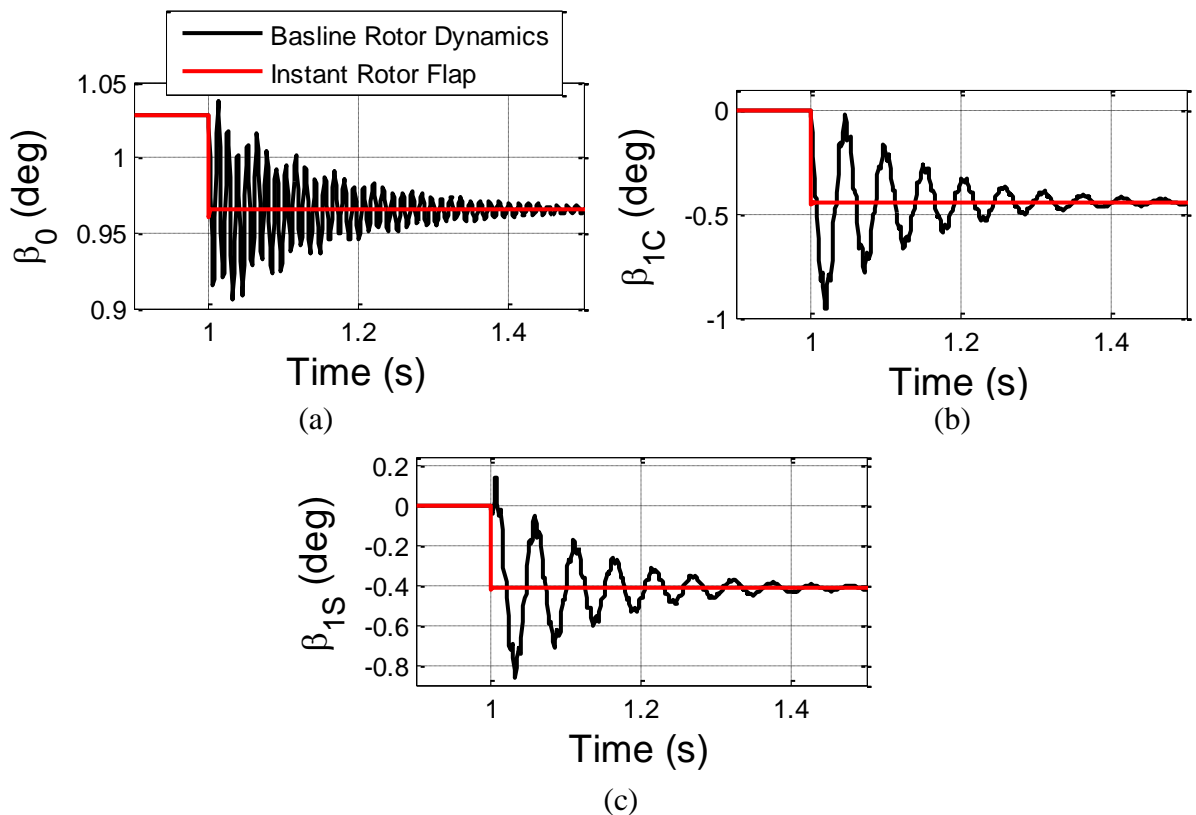 Basline Rotor Dynamics
Instant Rotor Flap
1.05
1
0.95
0.9
β0 (deg)
1
1.2
1.4
Time (s)
(a)
0
-0.5
-1
β1C (deg)
1
1.2
1.4
Time (s)
(b)
0.2
0
-0.2
-0.4
-0.6
-0.8
β1S (deg)
1
1.2
1.4
Time (s)
(c)